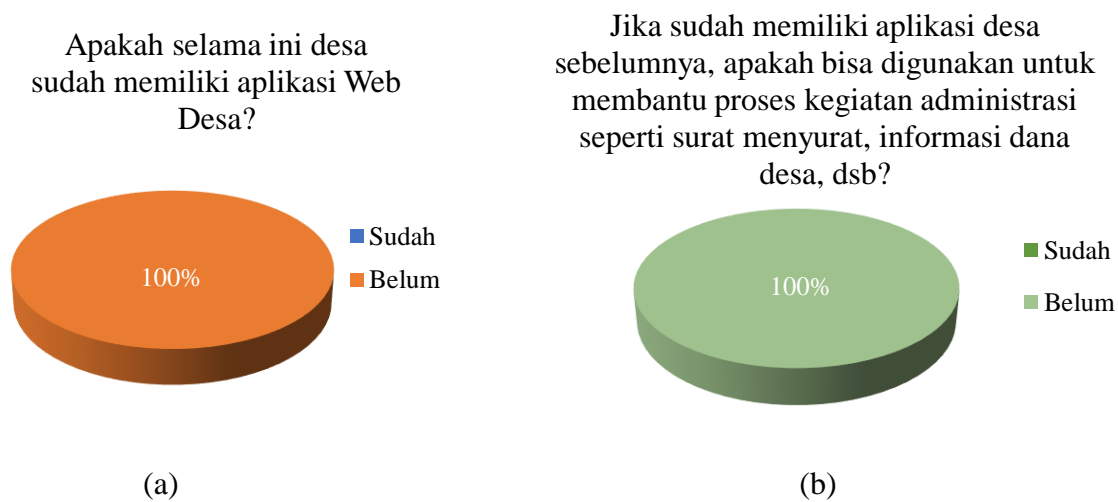 Apakah selama ini desa
sudah memiliki aplikasi Web
Desa?
100%
Sudah
Belum
(a)
Jika sudah memiliki aplikasi desa
sebelumnya, apakah bisa digunakan untuk
membantu proses kegiatan administrasi
seperti surat menyurat, informasi dana
desa, dsb?
100%
Sudah
Belum
(b)